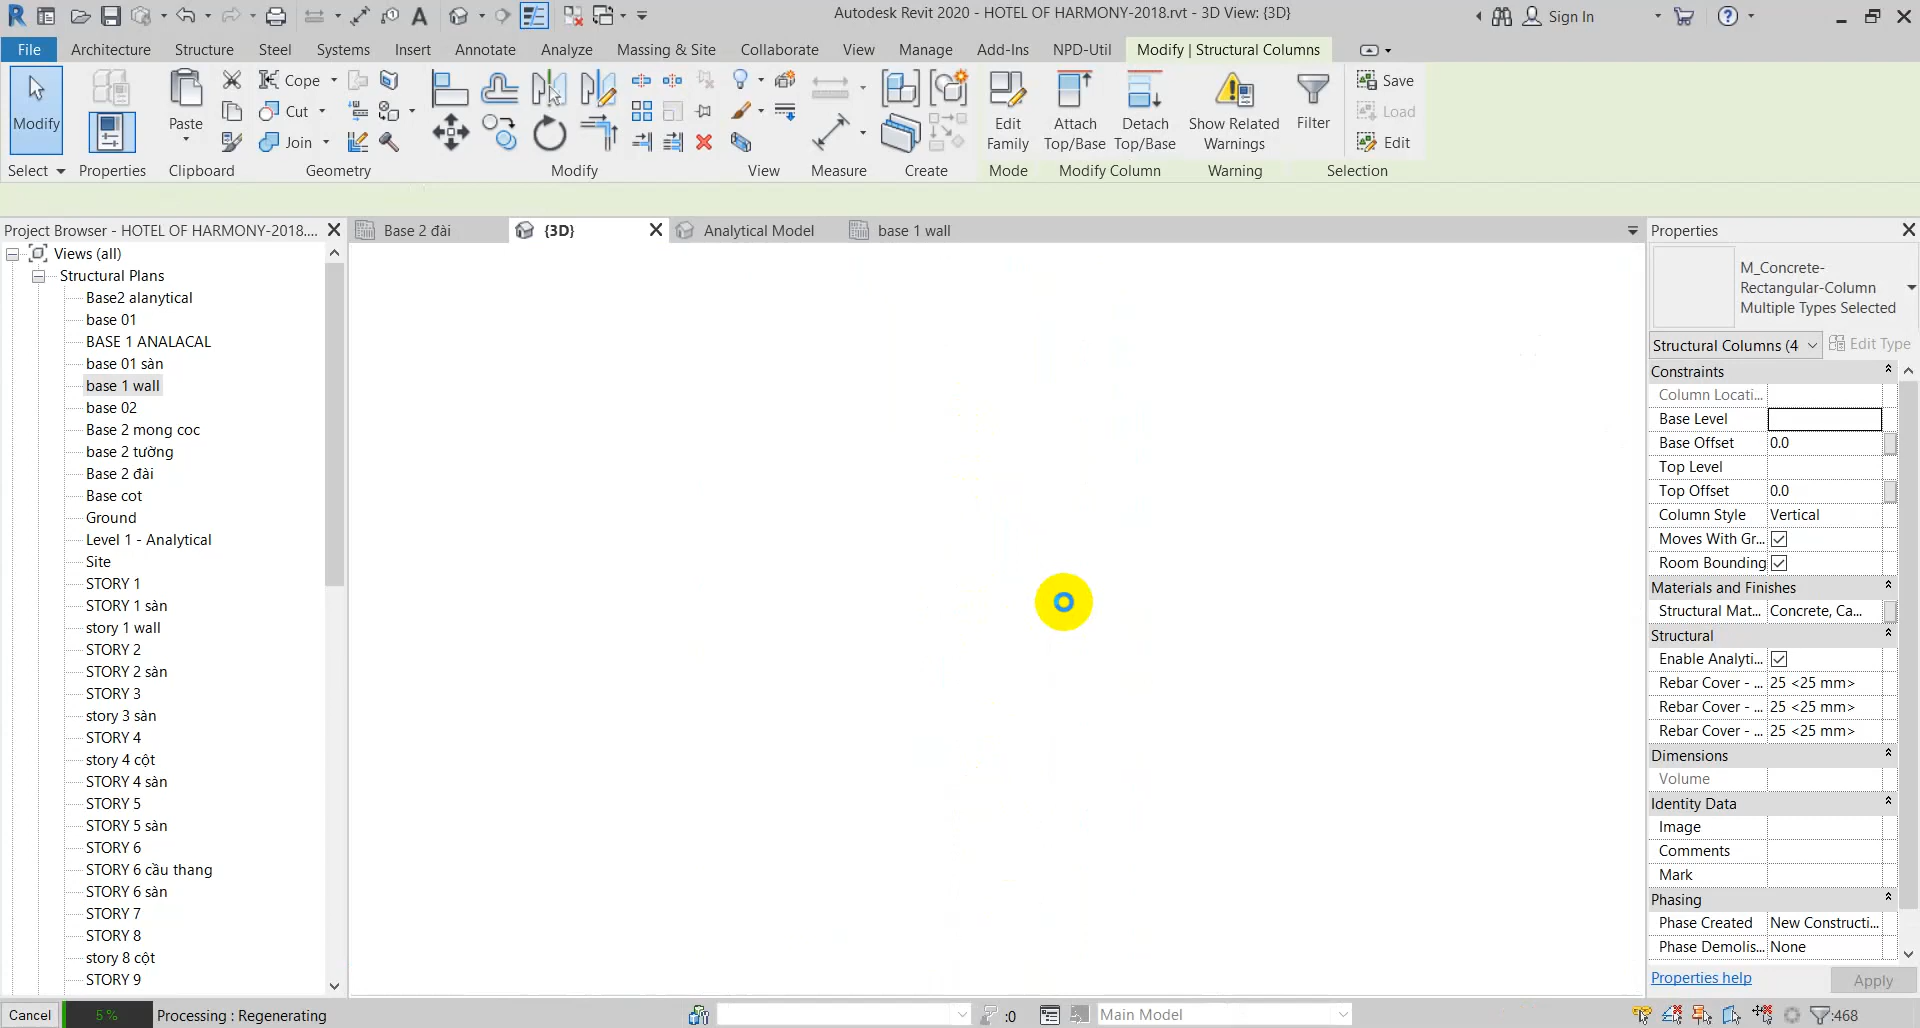 Autodesk Revit 2020 - HOTEL OF HARMONY-2018.rvt - 3D View: {3D}
Sign In
File Architecture Structure Steel Systems Insert Annotate Analyze Massing & Site Collaborate View Manage Add-Ins NPD-Util Modify | Structural Columns
Modify
Paste
Cope
Cut
Join
Edit Family
Attach Top/Base
Detach Top/Base
Show Related Warnings
Filter
Save
Load
Edit
Select Properties Clipboard Geometry Modify View Measure Create Mode Modify Column Warning Selection
Project Browser - HOTEL OF HARMONY-2018....
Base 2 đài
{3D}
Analytical Model
base 1 wall
Properties
Views (all)
Structural Plans
Base2 alanytical
base 01
BASE 1 ANALACAL
base 01 sàn
base 1 wall
base 02
Base 2 mong coc
base 2 tường
Base 2 đài
Base cot
Ground
Level 1 - Analytical
Site
STORY 1
STORY 1 sàn
story 1 wall
STORY 2
STORY 2 sàn
STORY 3
story 3 sàn
STORY 4
story 4 cột
STORY 4 sàn
STORY 5
STORY 5 sàn
STORY 6
STORY 6 cầu thang
STORY 6 sàn
STORY 7
STORY 8
story 8 cột
STORY 9
M_Concrete-
Rectangular-Column
Multiple Types Selected
Structural Columns (4
Edit Type
Constraints
Column Locati...
Base Level
Base Offset 0.0
Top Level
Top Offset 0.0
Column Style Vertical
Moves With Gr...
Room Bounding
Materials and Finishes
Structural Mat... Concrete, Ca...
Structural
Enable Analyti...
Rebar Cover - ... 25 <25 mm>
Rebar Cover - ... 25 <25 mm>
Rebar Cover - ... 25 <25 mm>
Dimensions
Volume
Identity Data
Image
Comments
Mark
Phasing
Phase Created New Constructi...
Phase Demolis... None
Properties help
Apply
Cancel
5 %
Processing : Regenerating
:0
Main Model
:468